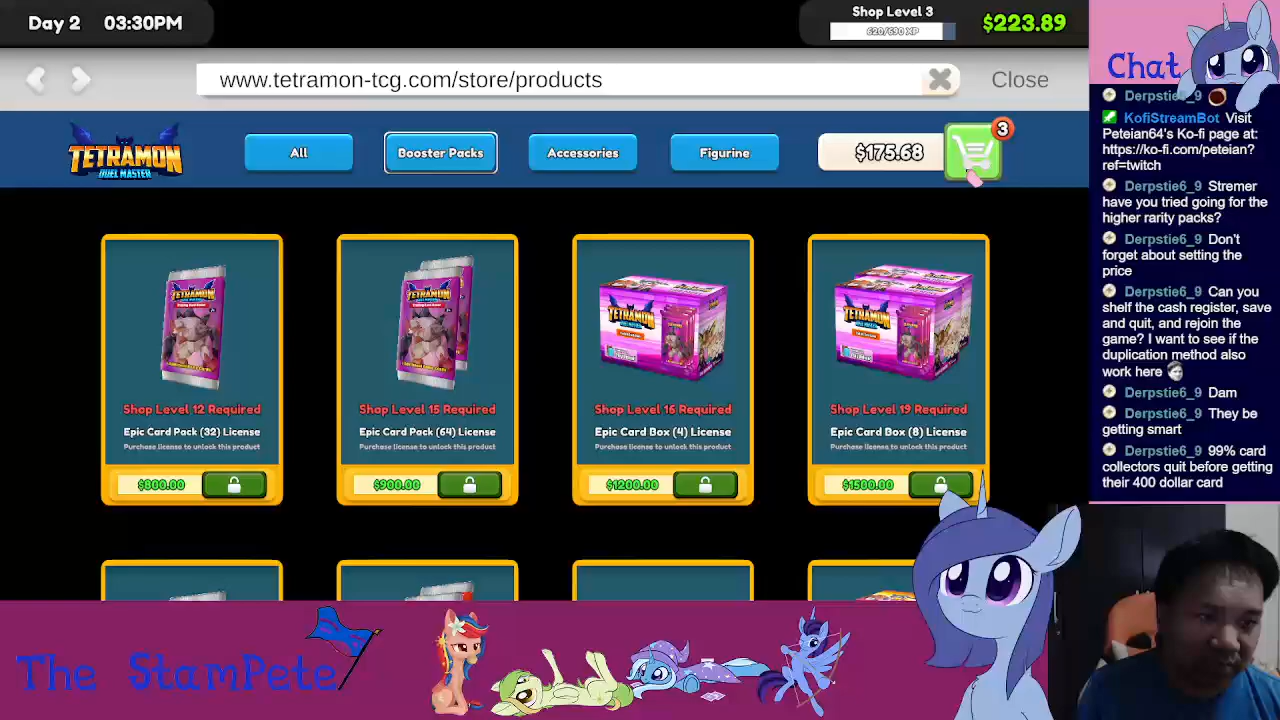 Day 2 03:30PM
Shop Level 3
620/690 XP
$223.89
www.tetramon-tcg.com/store/products
Close
TETRAMON
DUEL MASTER
All
Booster Packs
Accessories
Figurine
$175.68
3
TETRAMON
TETRAMON
TETRAMON
TETRAMON
Shop Level 12 Required
Epic Card Pack (32) License
Purchase license to unlock this product
$800.00
Shop Level 15 Required
Epic Card Pack (64) License
Purchase license to unlock this product
$900.00
Shop Level 16 Required
Epic Card Box (4) License
Purchase license to unlock this product
$1200.00
Shop Level 19 Required
Epic Card Box (8) License
Purchase license to unlock this product
$1500.00
The StamPete
Chat
Derpstie6_9
KofiStreamBot Visit
Peteian64's Ko-fi page at:
https://ko-fi.com/peteian?
ref=twitch
Derpstie6_9 Stremer
have you tried going for the
higher rarity packs?
Derpstie6_9 Don't
forget about setting the
price
Derpstie6_9 Can you
shelf the cash register, save
and quit, and rejoin the
game? I want to see if the
duplication method also
work here
Derpstie6_9 Dam
Derpstie6_9 They be
getting smart
Derpstie6_9 99% card
collectors quit before getting
their 400 dollar card